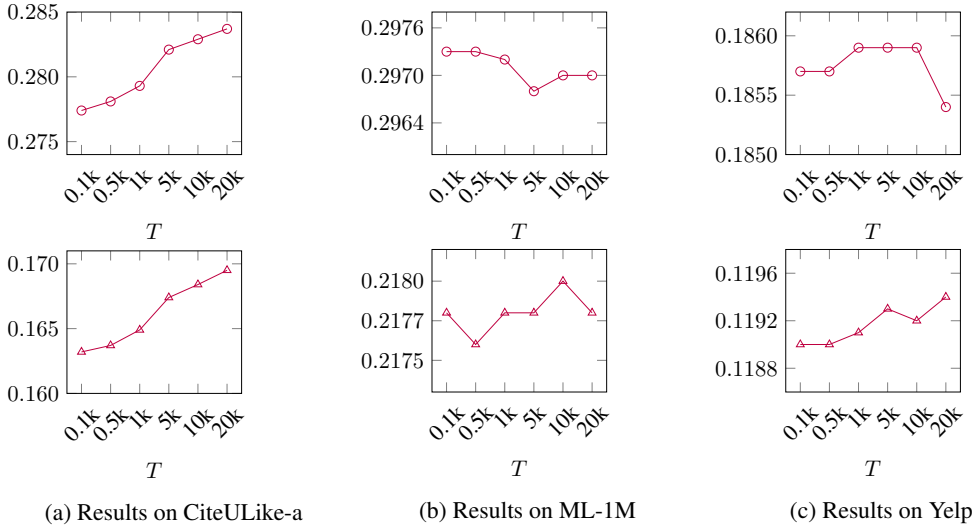 0.285
0.280
0.275
0.1k 0.5k 1k 5k 10k 20k
T
0.2976
0.2970
0.2964
0.1k 0.5k 1k 5k 10k 20k
T
0.1860
0.1855
0.1850
0.1k 0.5k 1k 5k 10k 20k
T
0.170
0.165
0.160
0.1k 0.5k 1k 5k 10k 20k
T
0.2180
0.2177
0.2175
0.1k 0.5k 1k 5k 10k 20k
T
0.1196
0.1192
0.1188
0.1k 0.5k 1k 5k 10k 20k
T
(a) Results on CiteULike-a
(b) Results on ML-1M
(c) Results on Yelp